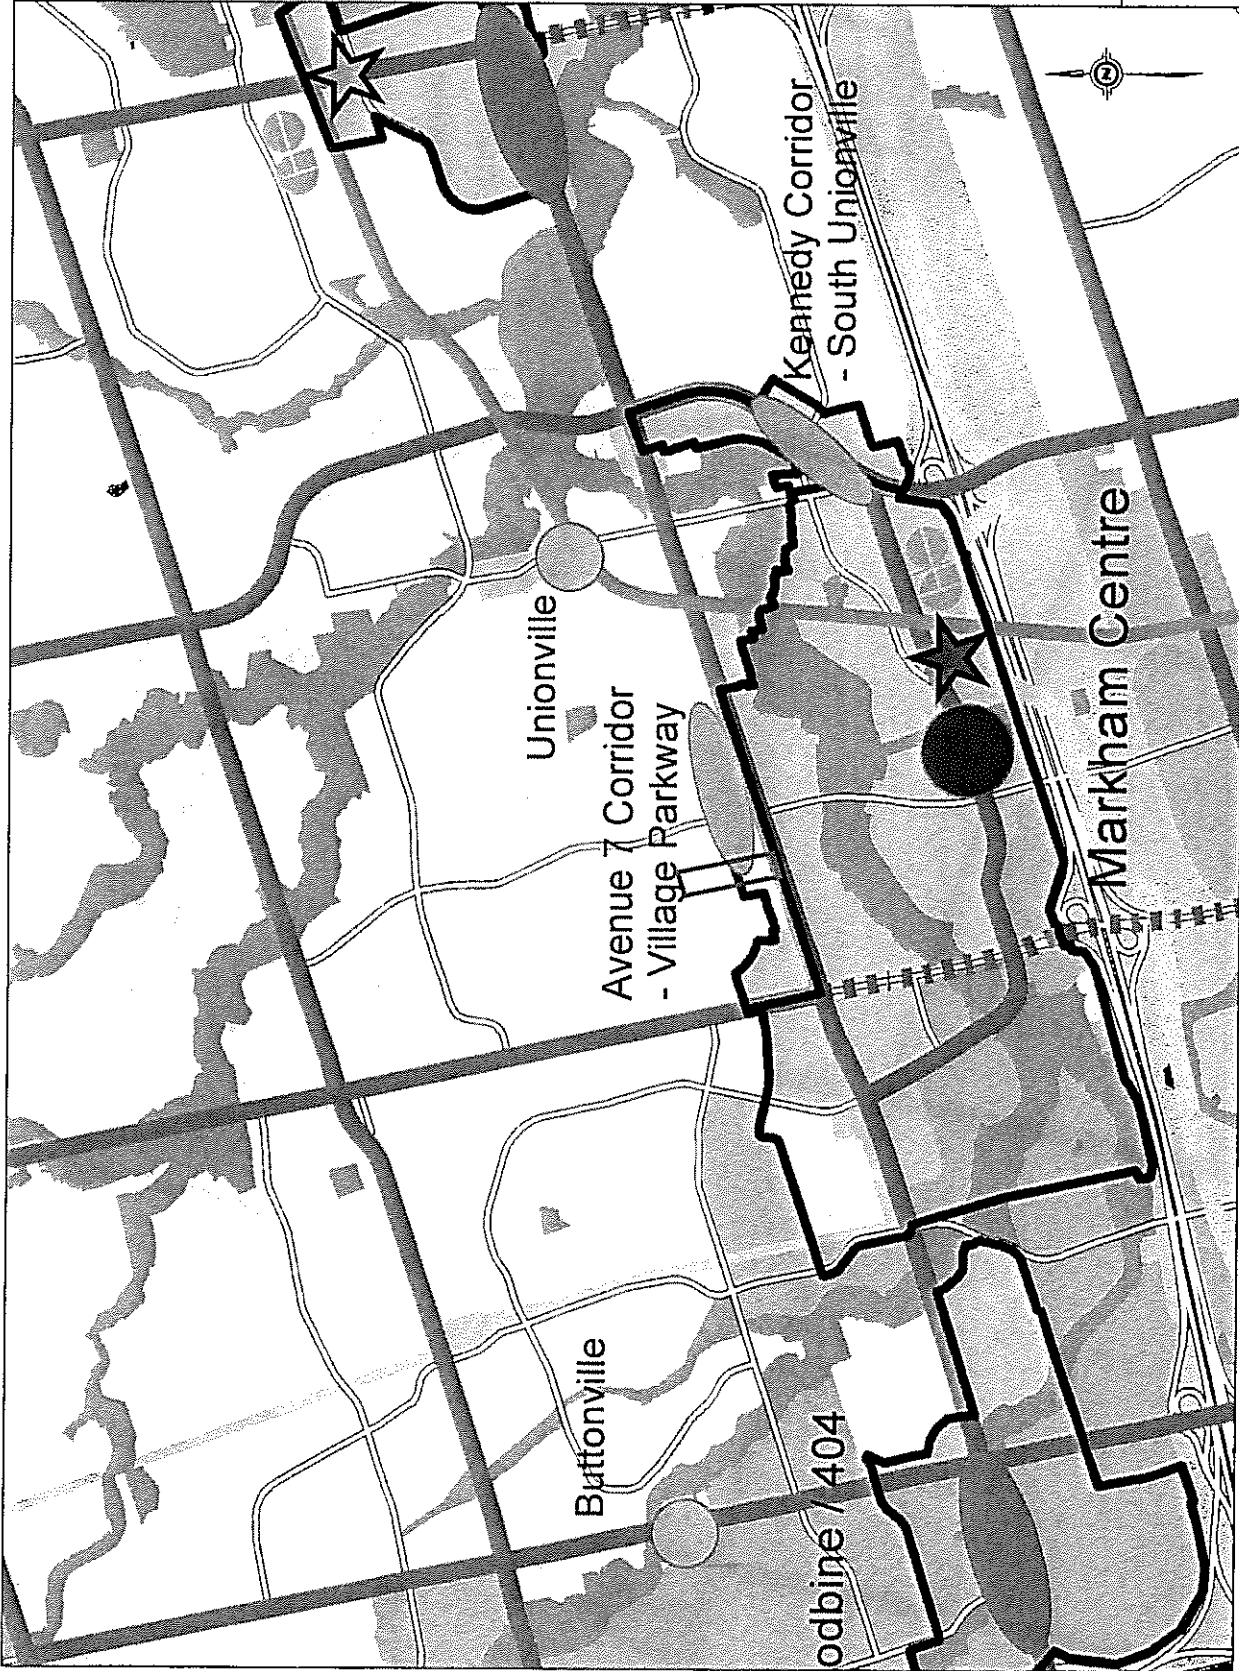 Kennedy Corridor
- South Unionville
Unionville
Avenue 7 Corridor
- Village Parkway
Markham Centre
Buttonville
odbine / 404
N